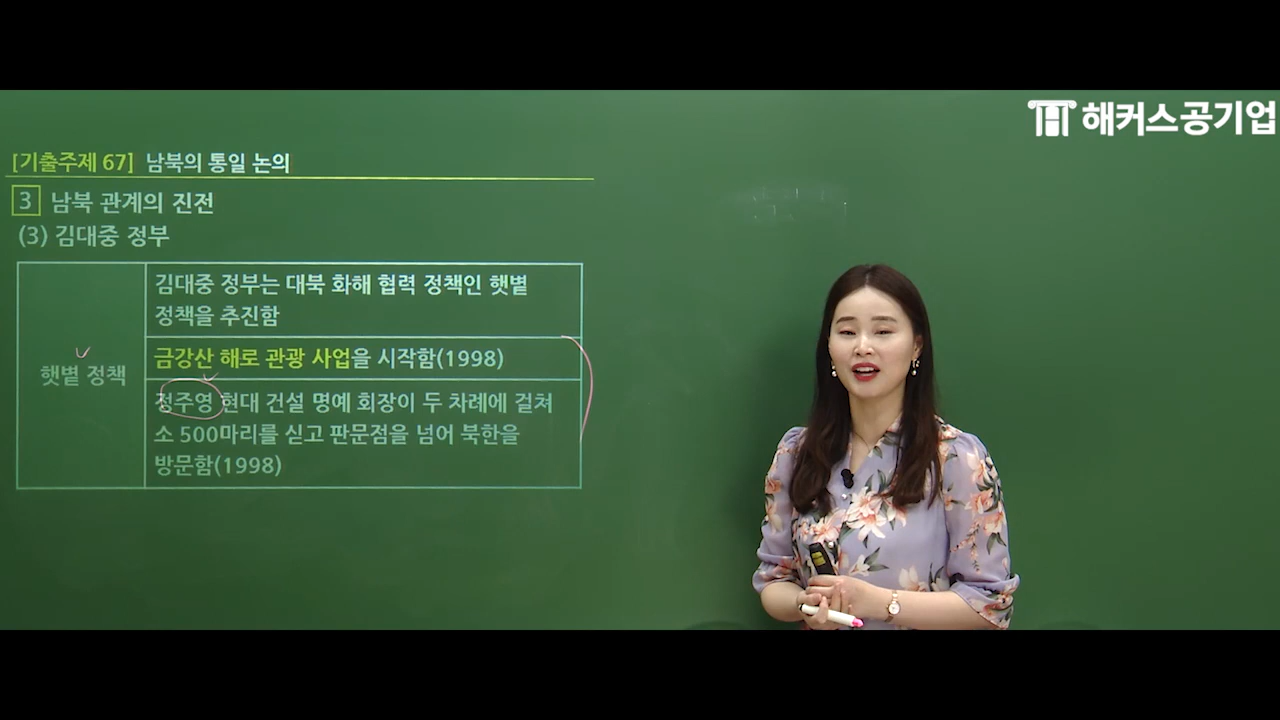 해커스공기업
[기출주제 67] 남북의 통일 논의
3 남북 관계의 진전
(3) 김대중 정부
햇볕 정책
김대중 정부는 대북 화해 협력 정책인 햇볕
정책을 추진함
금강산 해로 관광 사업을 시작함(1998)
정주영 현대 건설 명예 회장이 두 차례에 걸쳐
소 500마리를 싣고 판문점을 넘어 북한을
방문함(1998)